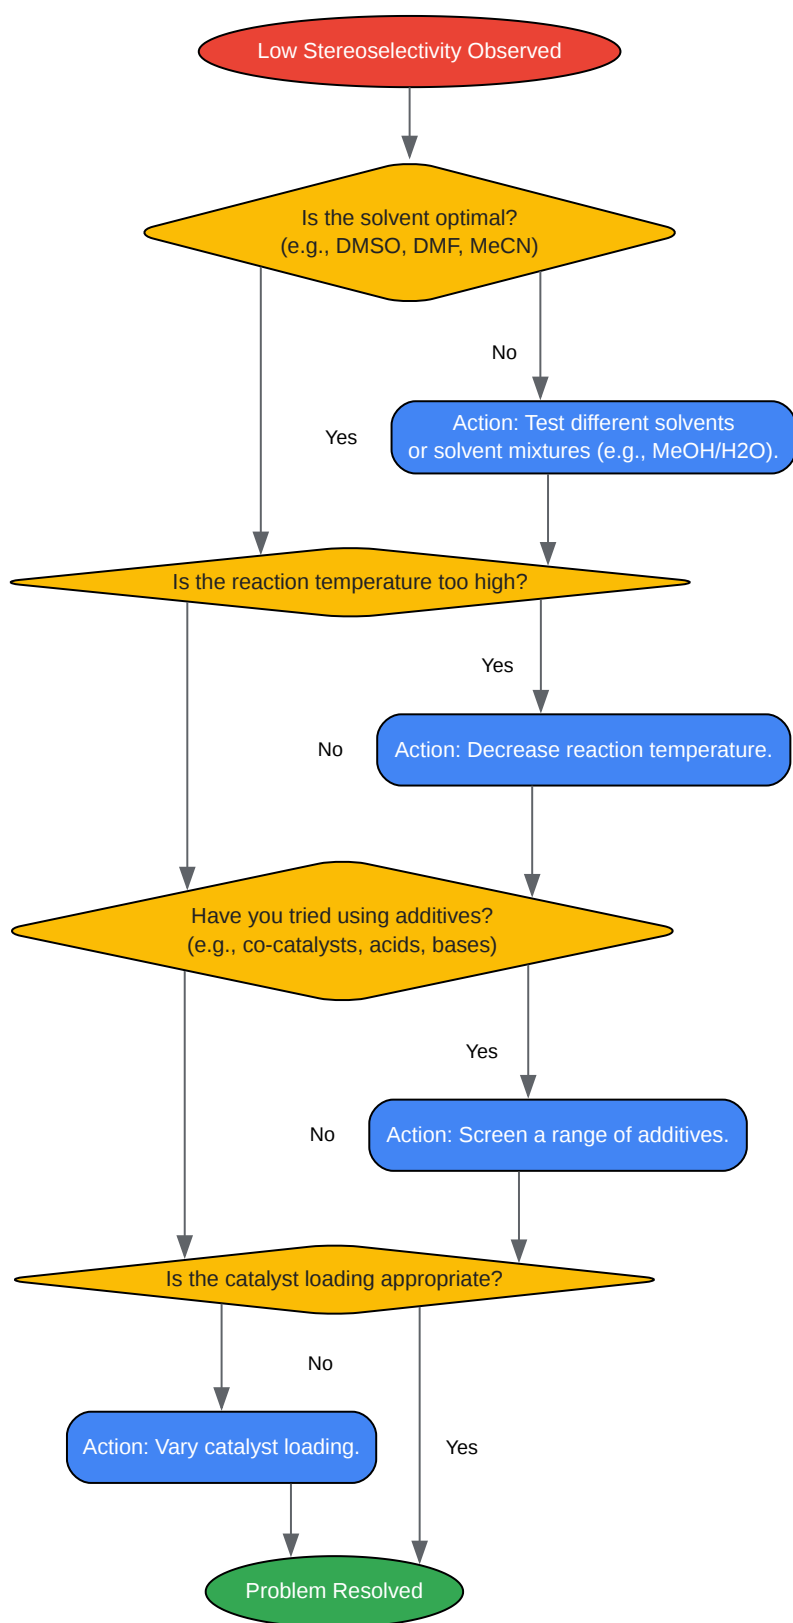 Low Stereoselectivity Observed
Is the solvent optimal?
(e.g., DMSO, DMF, MeCN)
No
Action: Test different solvents
or solvent mixtures (e.g., MeOH/H2O).
Yes
Is the reaction temperature too high?
Yes
Action: Decrease reaction temperature.
No
Have you tried using additives?
(e.g., co-catalysts, acids, bases)
Yes
Action: Screen a range of additives.
No
Is the catalyst loading appropriate?
No
Action: Vary catalyst loading.
Yes
Problem Resolved